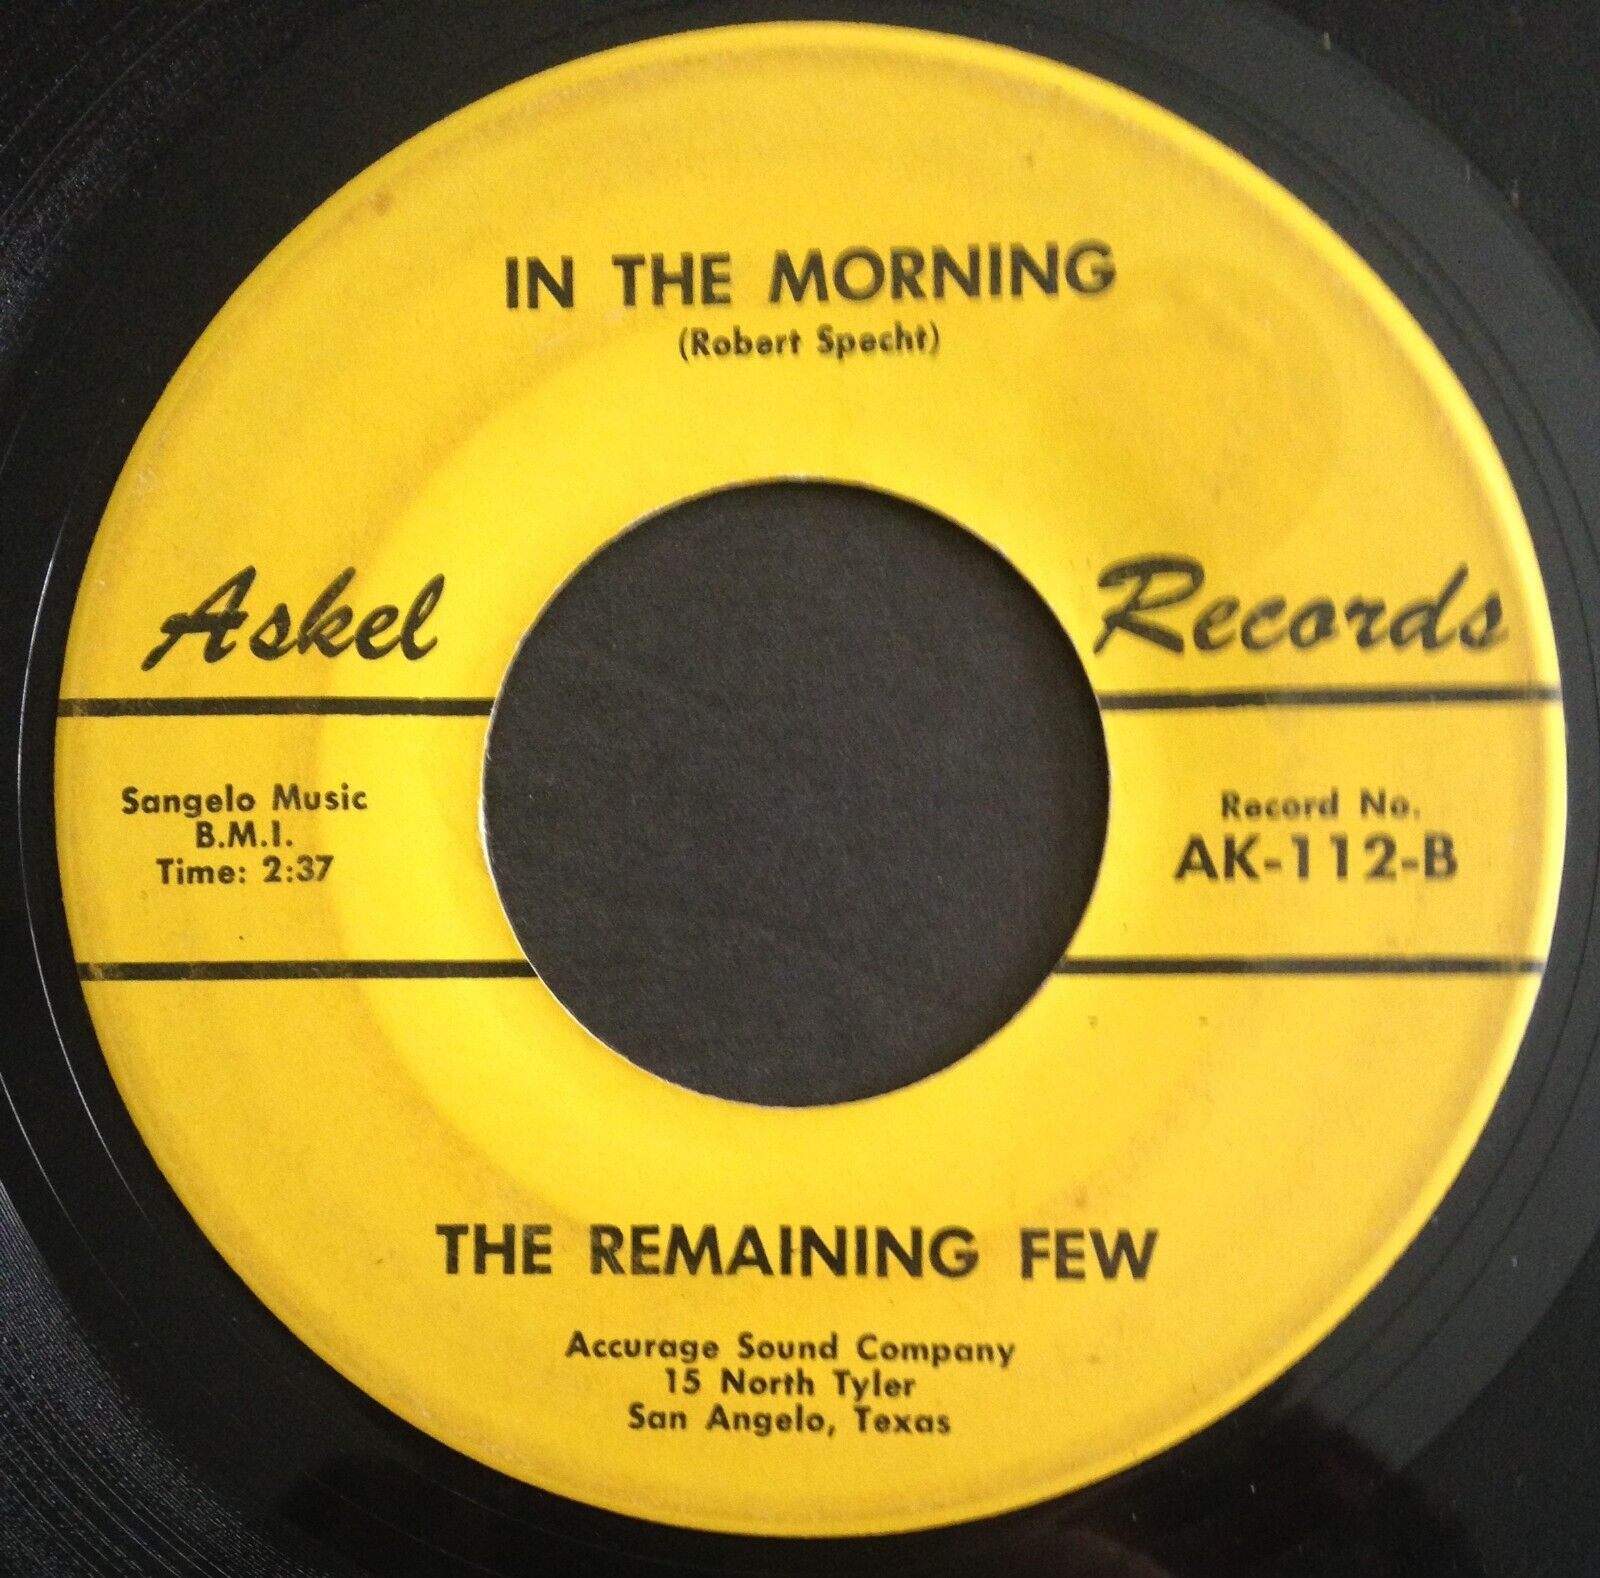 IN THE MORNING
(Robert Specht)
Askel Records
Sangelo Music
B.M.I.
Time: 2:37
Record No.
AK-112-B
THE REMAINING FEW
Accurage Sound Company
15 North Tyler
San Angelo, Texas